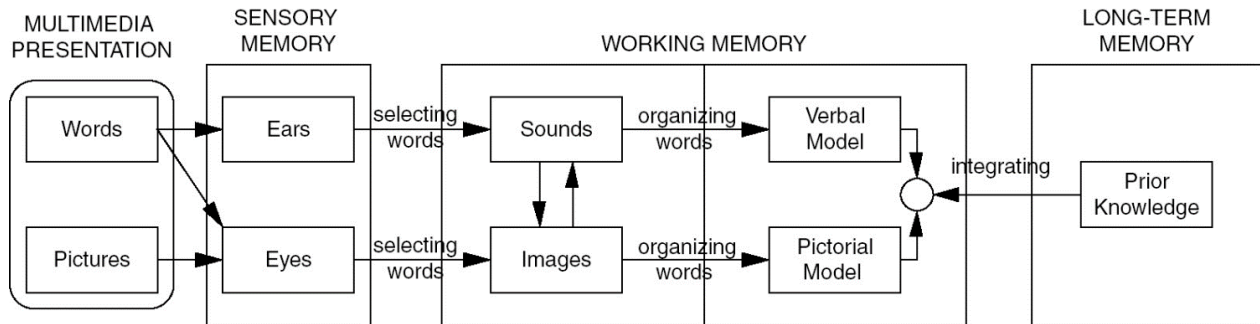 MULTIMEDIA
PRESENTATION
SENSORY
MEMORY
WORKING MEMORY
LONG-TERM
MEMORY
Words
Ears
selecting
words
Sounds
organizing
words
Verbal
Model
integrating
Prior
Knowledge
Pictures
Eyes
selecting
words
Images
organizing
words
Pictorial
Model